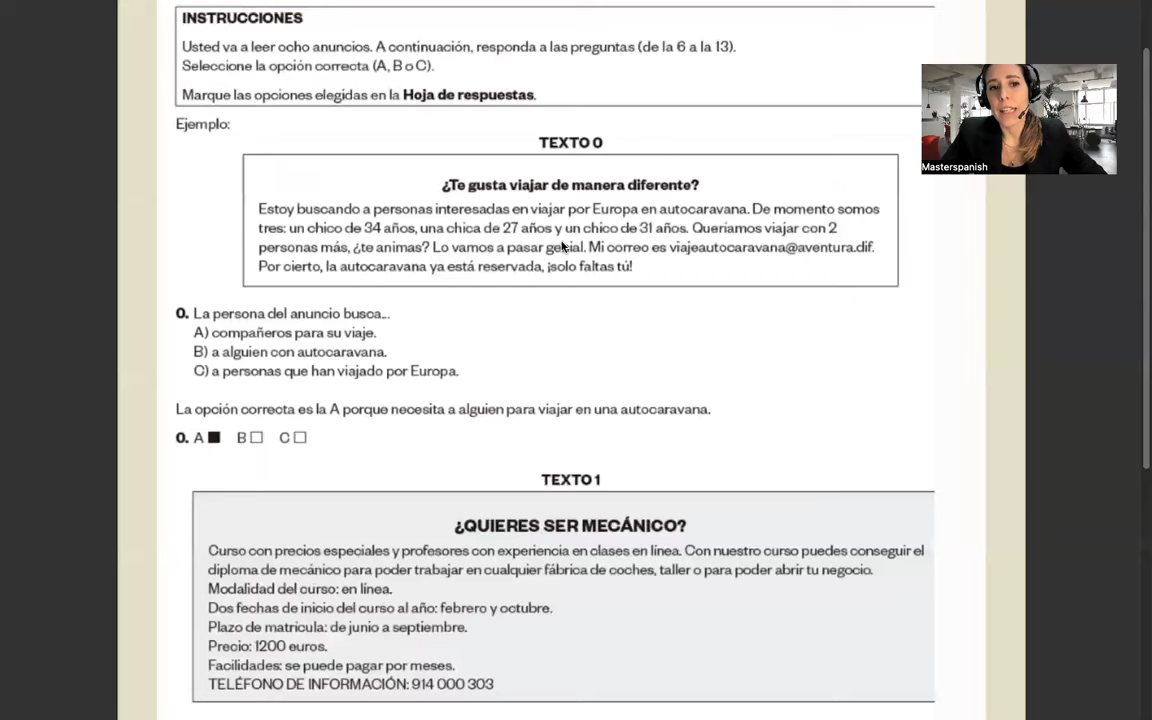 INSTRUCCIONES
Usted va a leer ocho anuncios. A continuación, responda a las preguntas (de la 6 a la 13).
Seleccione la opción correcta (A, B o C).
Marque las opciones elegidas en la Hoja de respuestas.
Masterspanish
Ejemplo:
TEXTO 0
¿Te gusta viajar de manera diferente?
Estoy buscando a personas interesadas en viajar por Europa en autocaravana. De momento somos
tres: un chico de 34 años, una chica de 27 años y un chico de 31 años. Queríamos viajar con 2
personas más, ¿te animas? Lo vamos a pasar genial. Mi correo es viajeautocaravana@aventura.dif.
Por cierto, la autocaravana ya está reservada, ¡solo faltas tú!
0. La persona del anuncio busca...
A) compañeros para su viaje.
B) a alguien con autocaravana.
C) a personas que han viajado por Europa.
La opción correcta es la A porque necesita a alguien para viajar en una autocaravana.
0. A B C
TEXTO 1
¿QUIERES SER MECÁNICO?
Curso con precios especiales y profesores con experiencia en clases en línea. Con nuestro curso puedes conseguir el
diploma de mecánico para poder trabajar en cualquier fábrica de coches, taller o para poder abrir tu negocio.
Modalidad del curso: en línea.
Dos fechas de inicio del curso al año: febrero y octubre.
Plazo de matrícula: de junio a septiembre.
Precio: 1200 euros.
Facilidades: se puede pagar por meses.
TELÉFONO DE INFORMACIÓN: 914 000 303